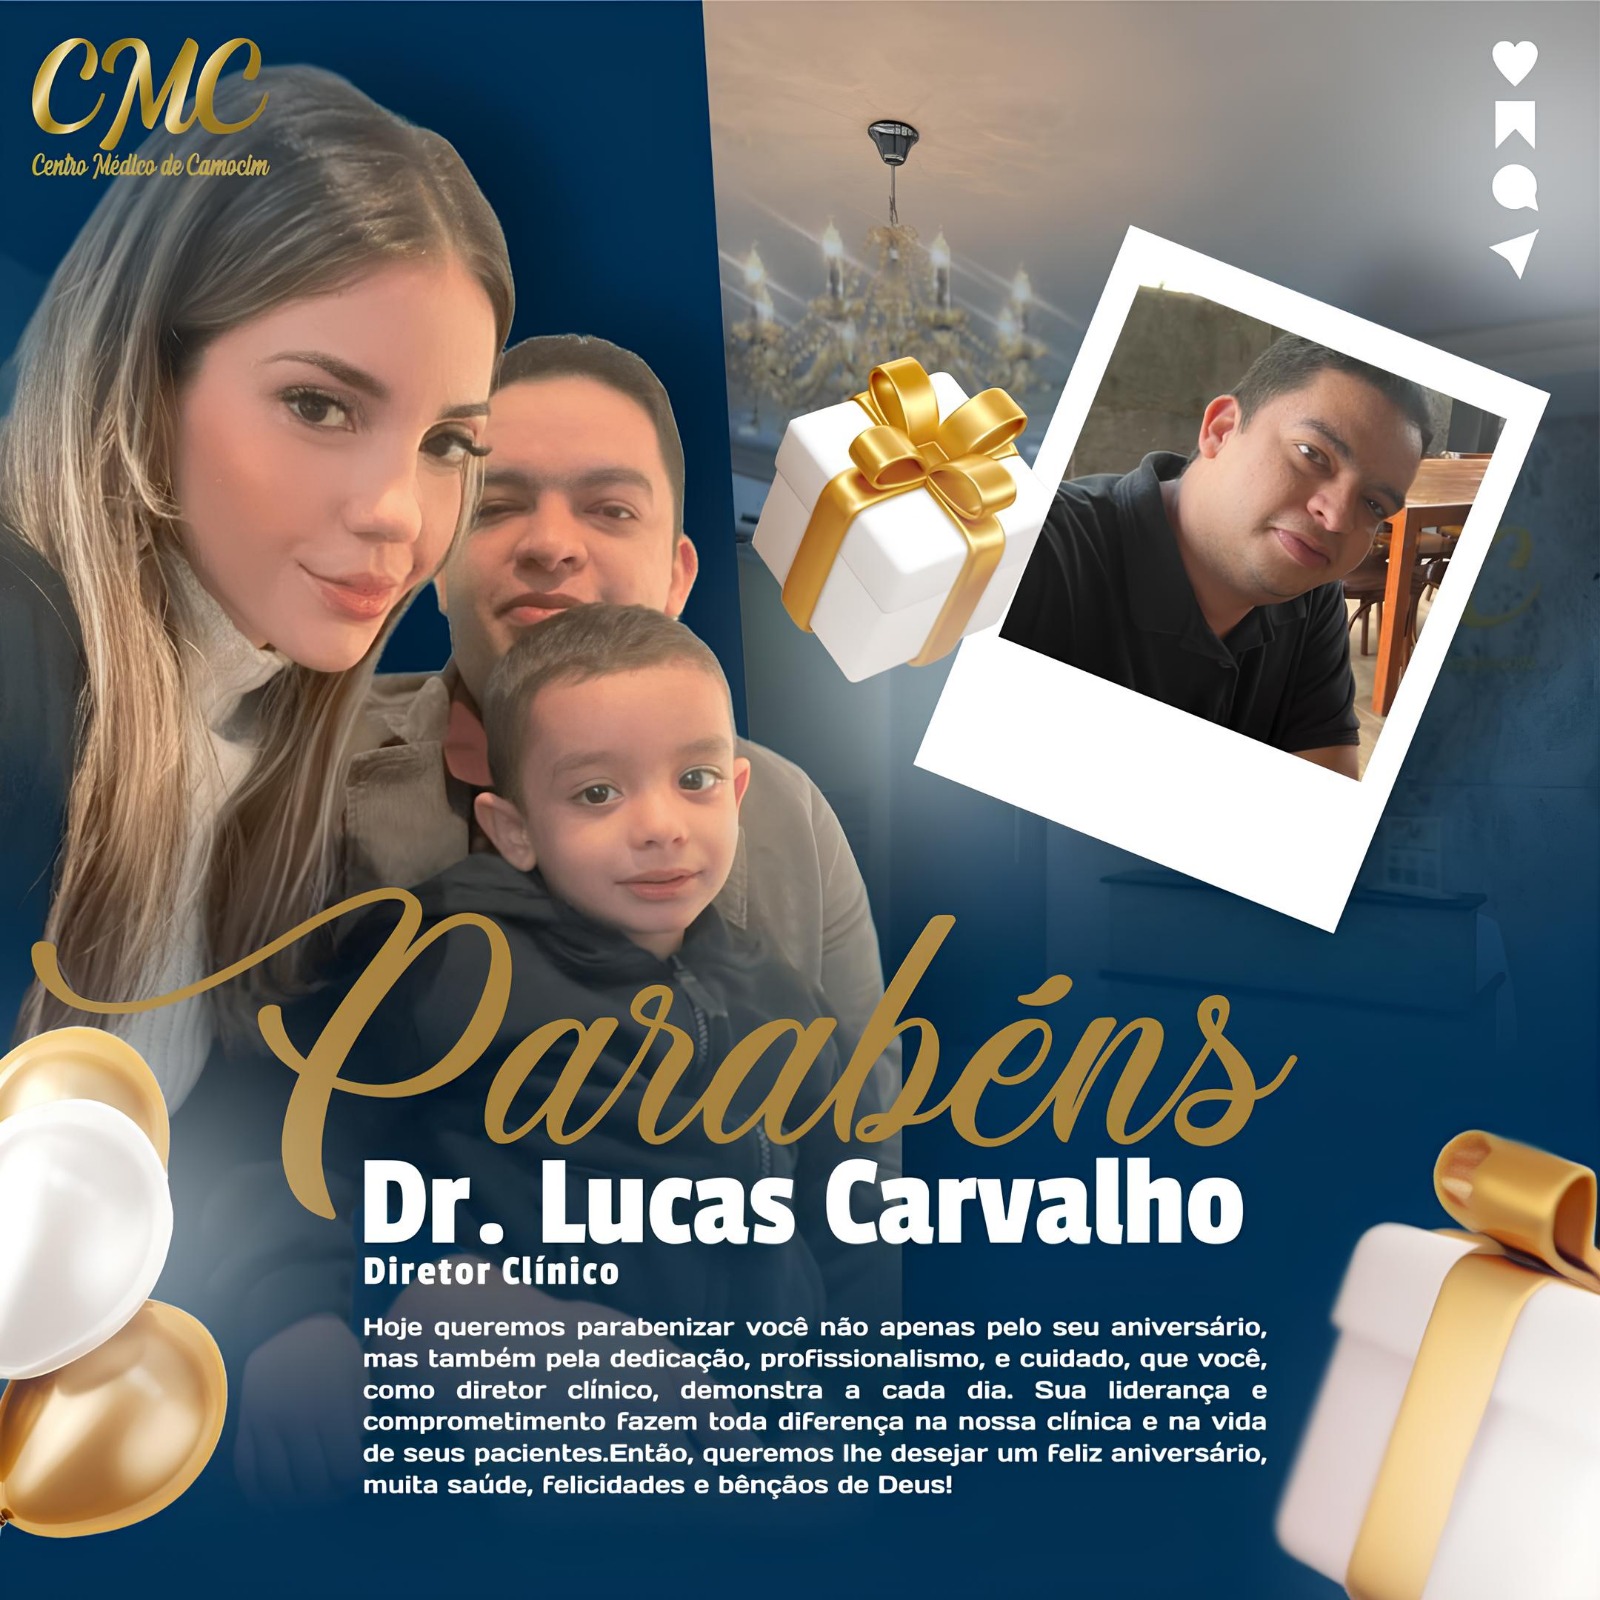 CMC
Centro Médico de Camocim
Parabéns
Dr. Lucas Carvalho
Diretor Clínico
Hoje queremos parabenizar você não apenas pelo seu aniversário,
mas também pela dedicação, profissionalismo, e cuidado, que você,
como diretor clínico, demonstra a cada dia. Sua liderança e
comprometimento fazem toda diferença na nossa clínica e na vida
de seus pacientes.Então, queremos lhe desejar um feliz aniversário,
muita saúde, felicidades e bênçãos de Deus!